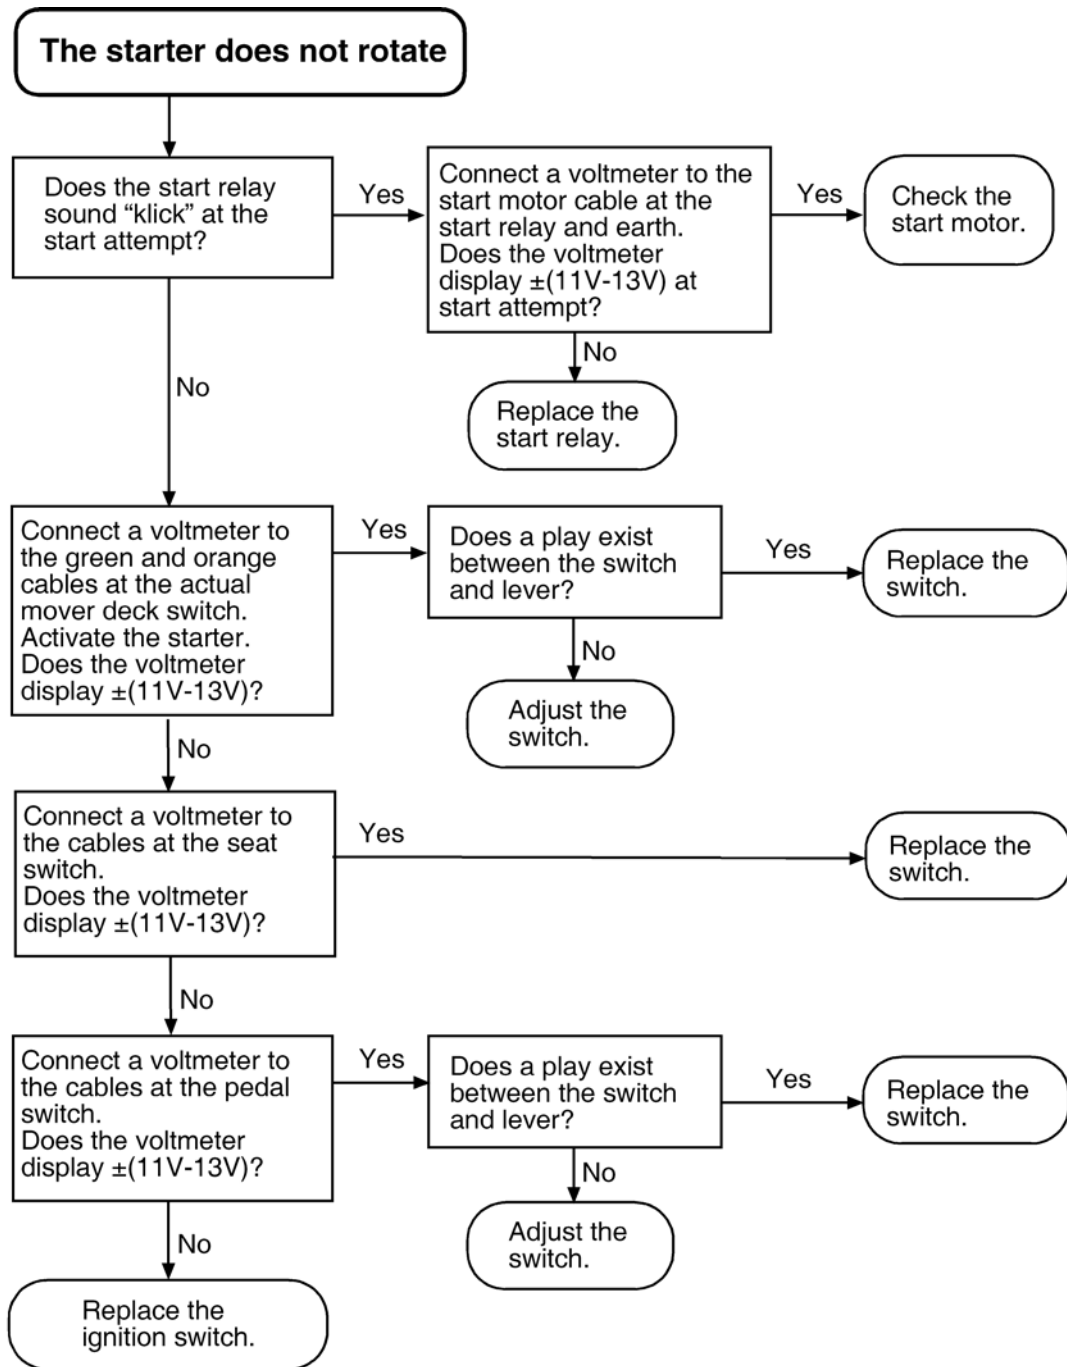 The starter does not rotate
Does the start relay
sound “klick” at the
start attempt?
Yes
Connect a voltmeter to the
start motor cable at the
start relay and earth.
Does the voltmeter
display ±(11V-13V) at
start attempt?
Yes
Check the
start motor.
No
Replace the
start relay.
No
Connect a voltmeter to
the green and orange
cables at the actual
mover deck switch.
Activate the starter.
Does the voltmeter
display ±(11V-13V)?
Yes
Does a play exist
between the switch
and lever?
Yes
Replace the
switch.
No
Adjust the
switch.
No
Connect a voltmeter to
the cables at the seat
switch.
Does the voltmeter
display ±(11V-13V)?
Yes
Replace the
switch.
No
Connect a voltmeter to
the cables at the pedal
switch.
Does the voltmeter
display ±(11V-13V)?
Yes
Does a play exist
between the switch
and lever?
Yes
Replace the
switch.
No
Adjust the
switch.
No
Replace the
ignition switch.